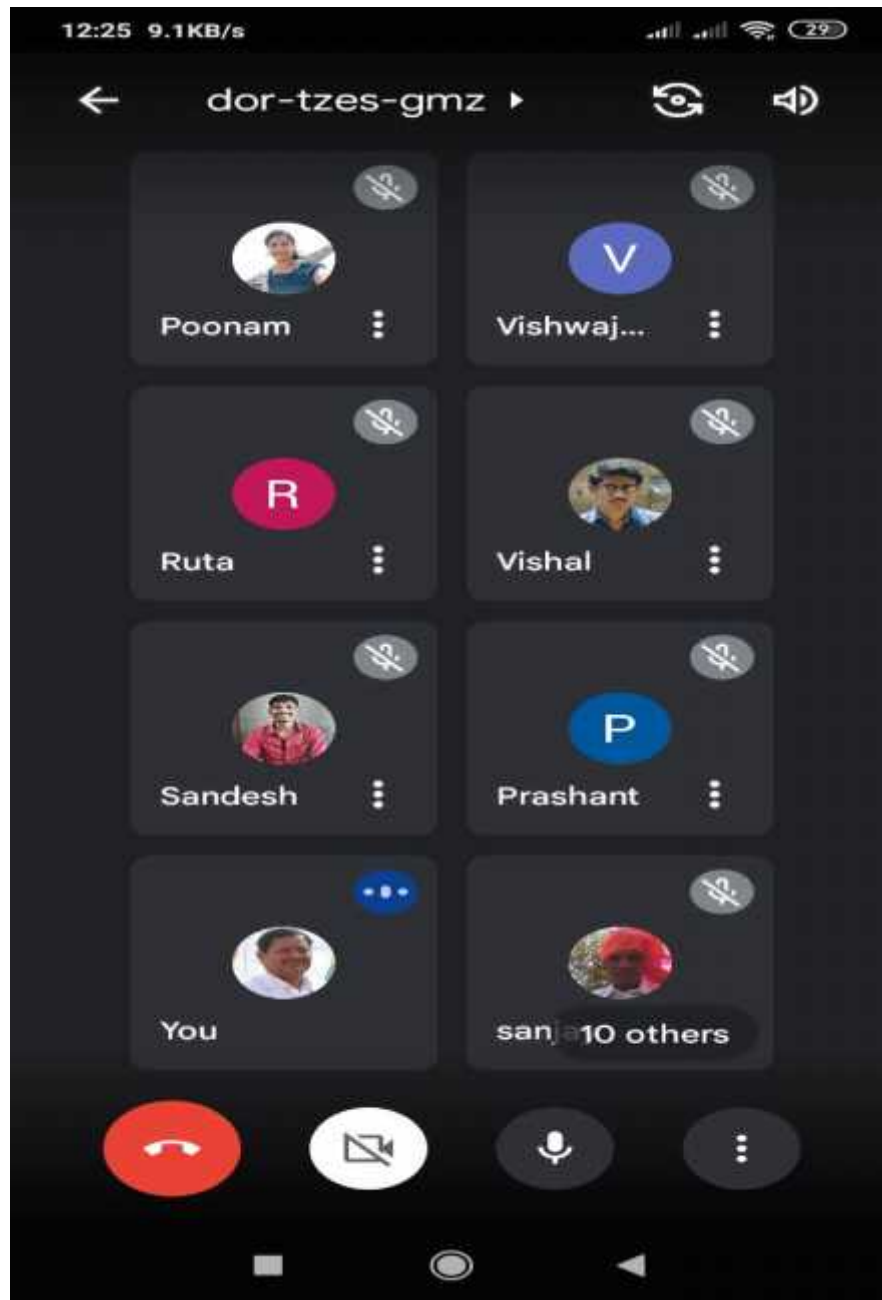 12:25 9.1KB/s 29
dor-tzes-gmz
V
Poonam Vishwaj...
R
Ruta Vishal
P
Sandesh Prashant
You 10 others